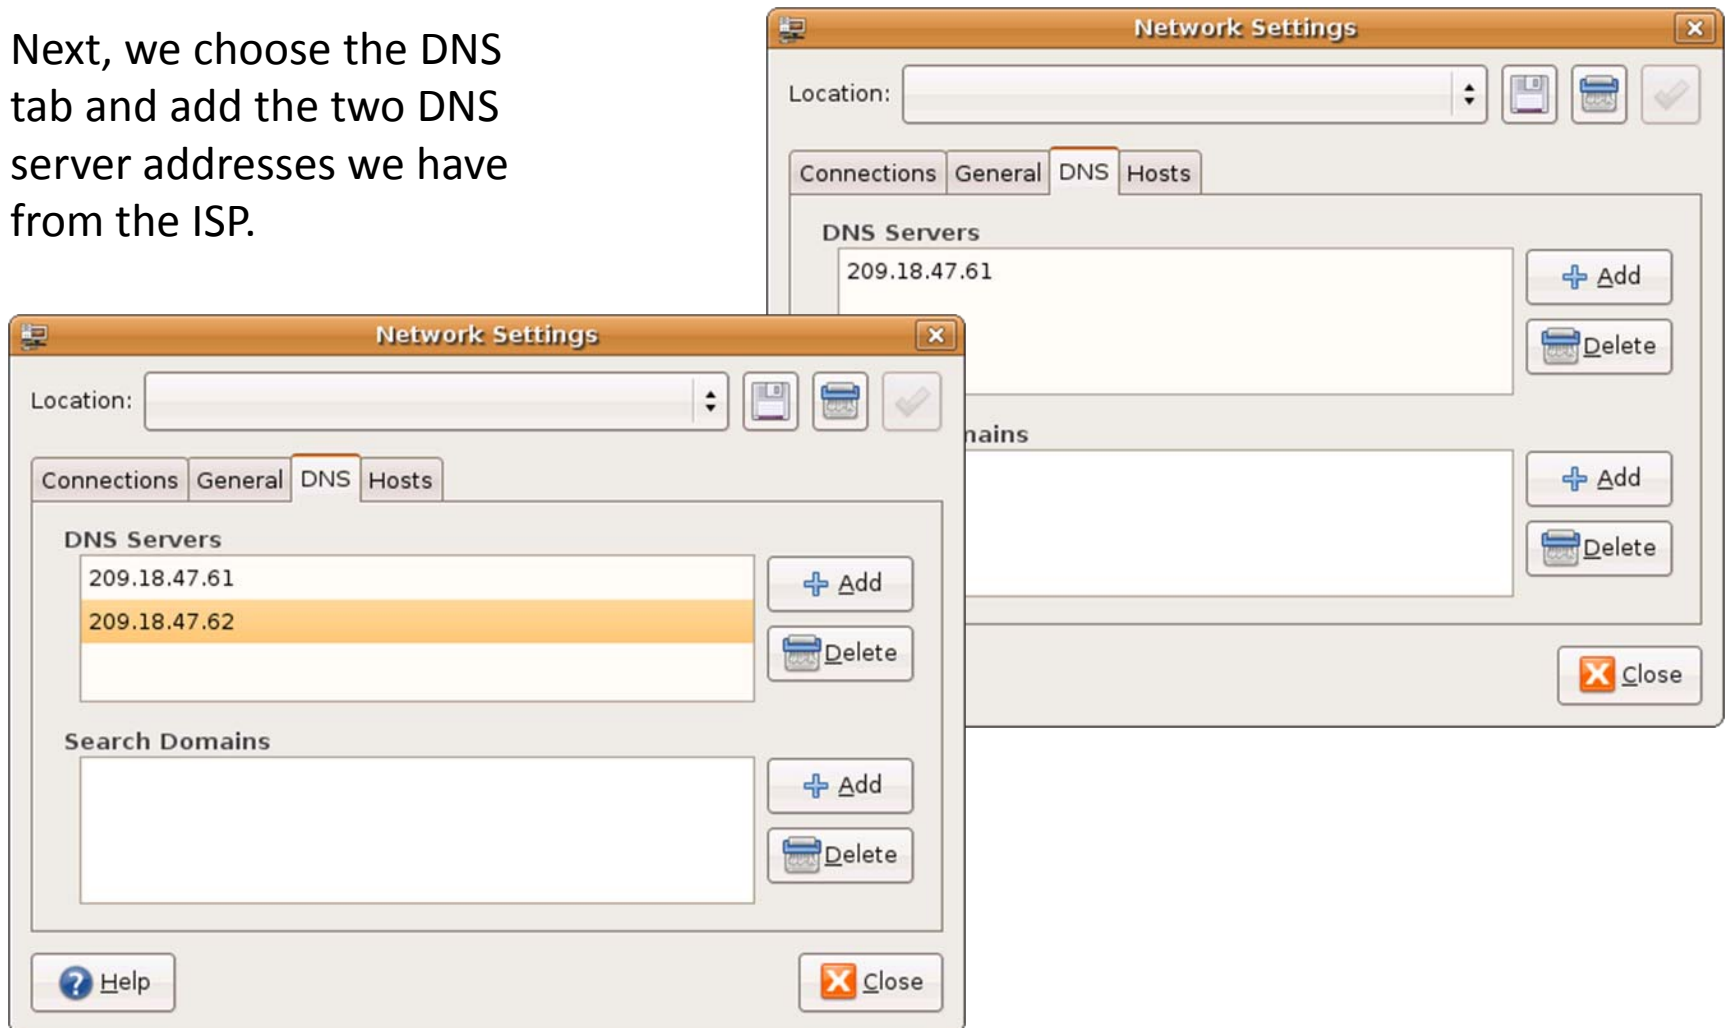 Next, we choose the DNS
tab and add the two DNS
server addresses we have
from the ISP.
Network Settings
Location:
Connections General DNS Hosts
DNS Servers
209.18.47.61
Add
Delete
mains
Add
Delete
Close
Network Settings
Location:
Connections General DNS Hosts
DNS Servers
209.18.47.61
209.18.47.62
Add
Delete
Search Domains
Add
Delete
Help
Close